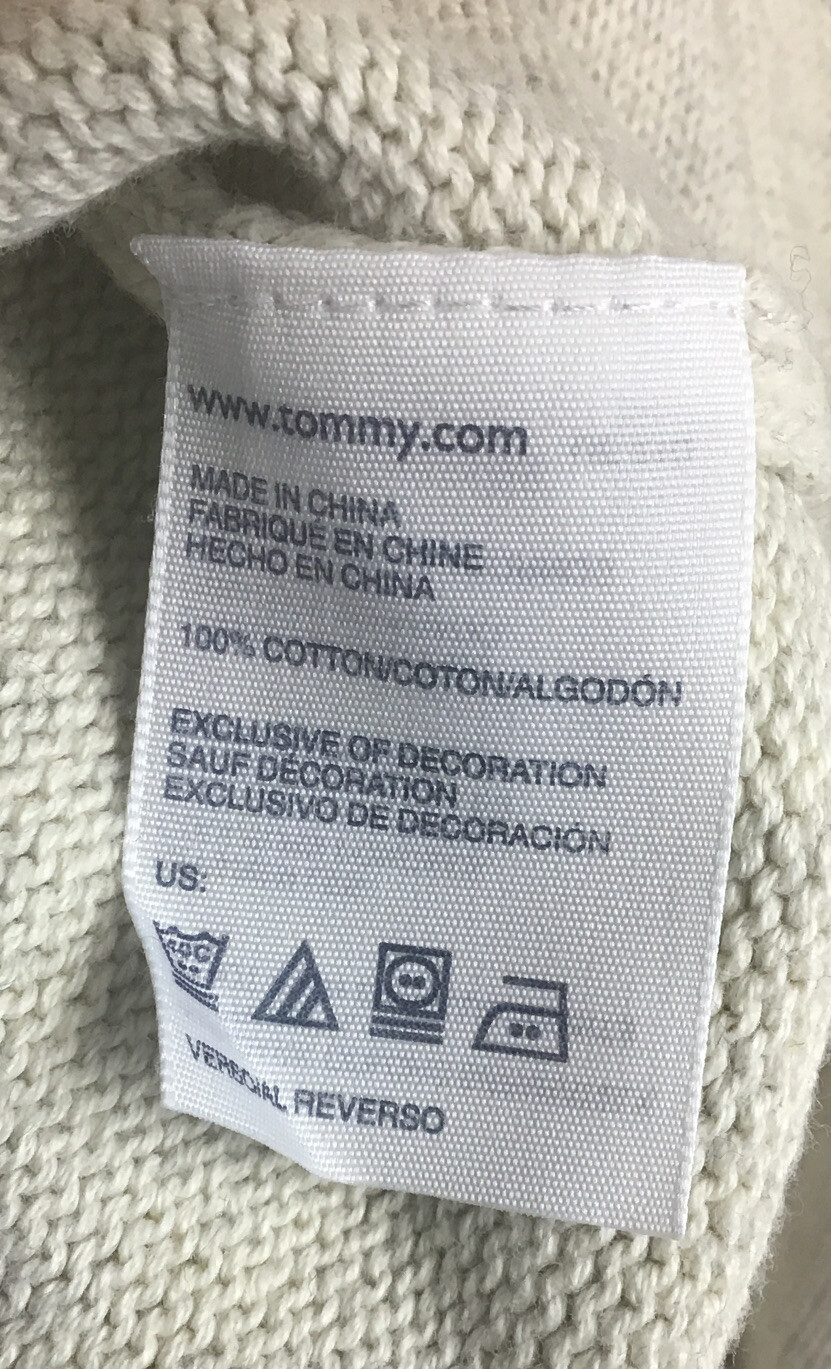 www.tommy.com
MADE IN CHINA
FABRIQUÉ EN CHINE
HECHO EN CHINA
100% COTTON/COTON/ALGODÓN
EXCLUSIVE OF DECORATION
SAUF DÉCORATION
EXCLUSIVO DE DECORACIÓN
US:
REVERSO